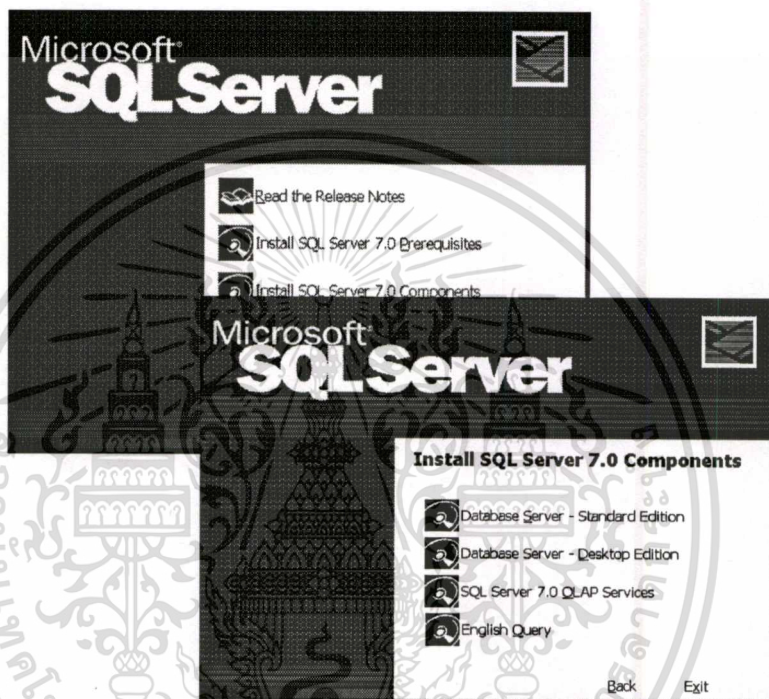 Microsoft
SQL Server
Read the Release Notes
Install SQL Server 7.0 Prerequisites
Install SQL Server 7.0 Components
Microsoft
SQL Server
Install SQL Server 7.0 Components
Database Server - Standard Edition
Database Server - Desktop Edition
SQL Server 7.0 OLAP Services
English Query
Back Exit